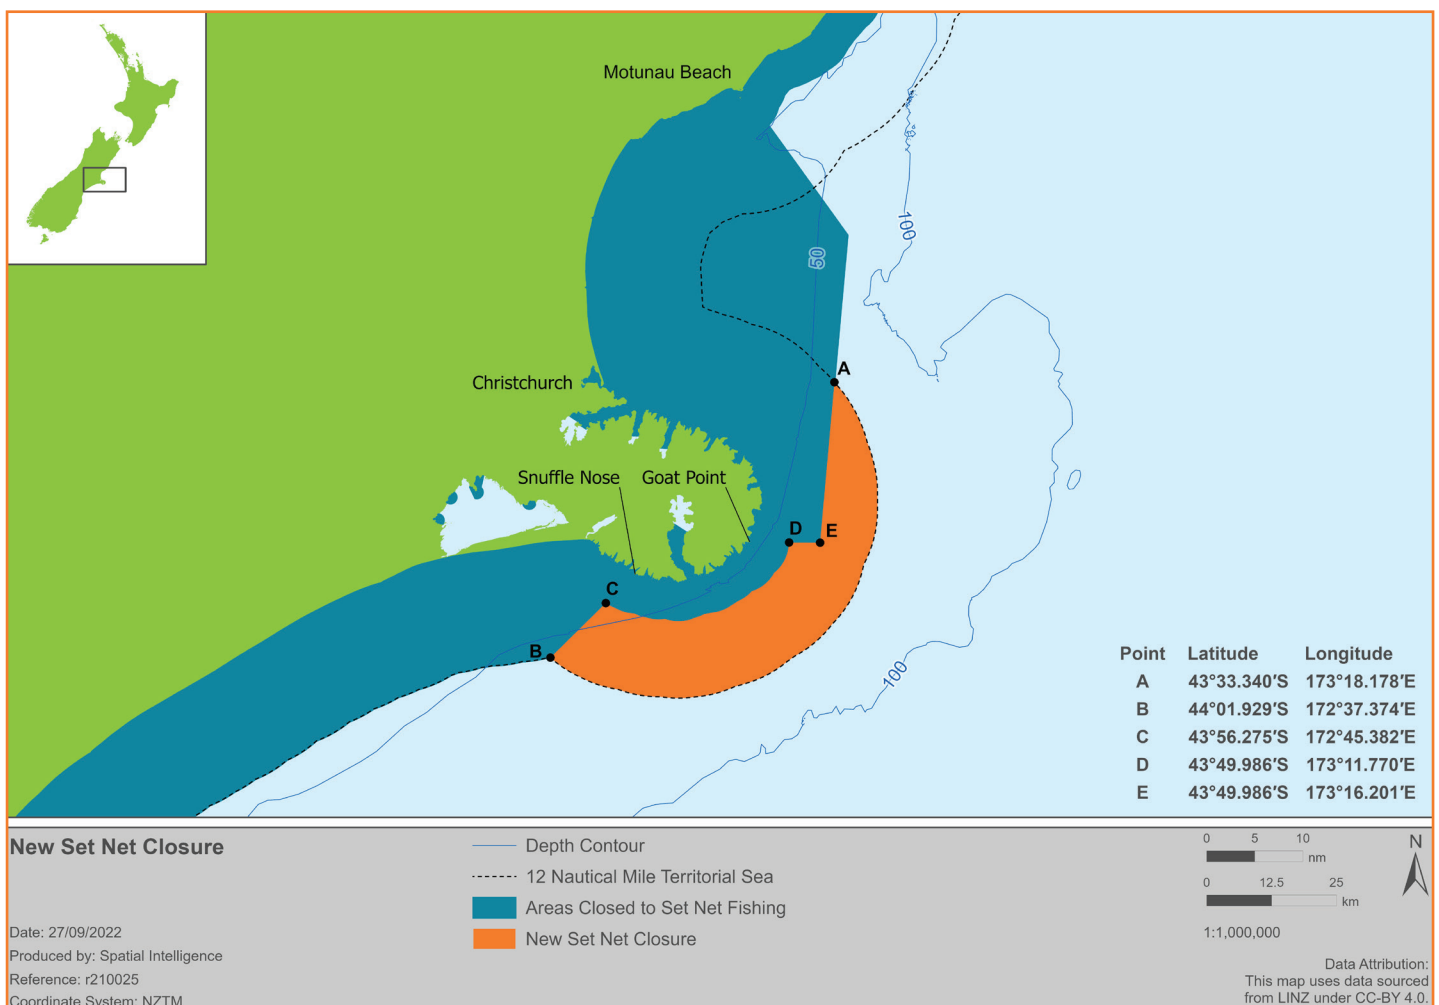 Motunau Beach
100
50
A
Christchurch
Snuffle Nose
Goat Point
D
E
C
B
100
Point Latitude Longitude
A 43°33.340'S 173°18.178'E
B 44°01.929'S 172°37.374'E
C 43°56.275'S 172°45.382'E
D 43°49.986'S 173°11.770'E
E 43°49.986'S 173°16.201'E
New Set Net Closure
Date: 27/09/2022
Produced by: Spatial Intelligence
Reference: r210025
Coordinate System: NZTM
Depth Contour
12 Nautical Mile Territorial Sea
Areas Closed to Set Net Fishing
New Set Net Closure
0 5 10
nm
0 12.5 25
km
1:1,000,000
N
Data Attribution:
This map uses data sourced
from LINZ under CC-BY 4.0.